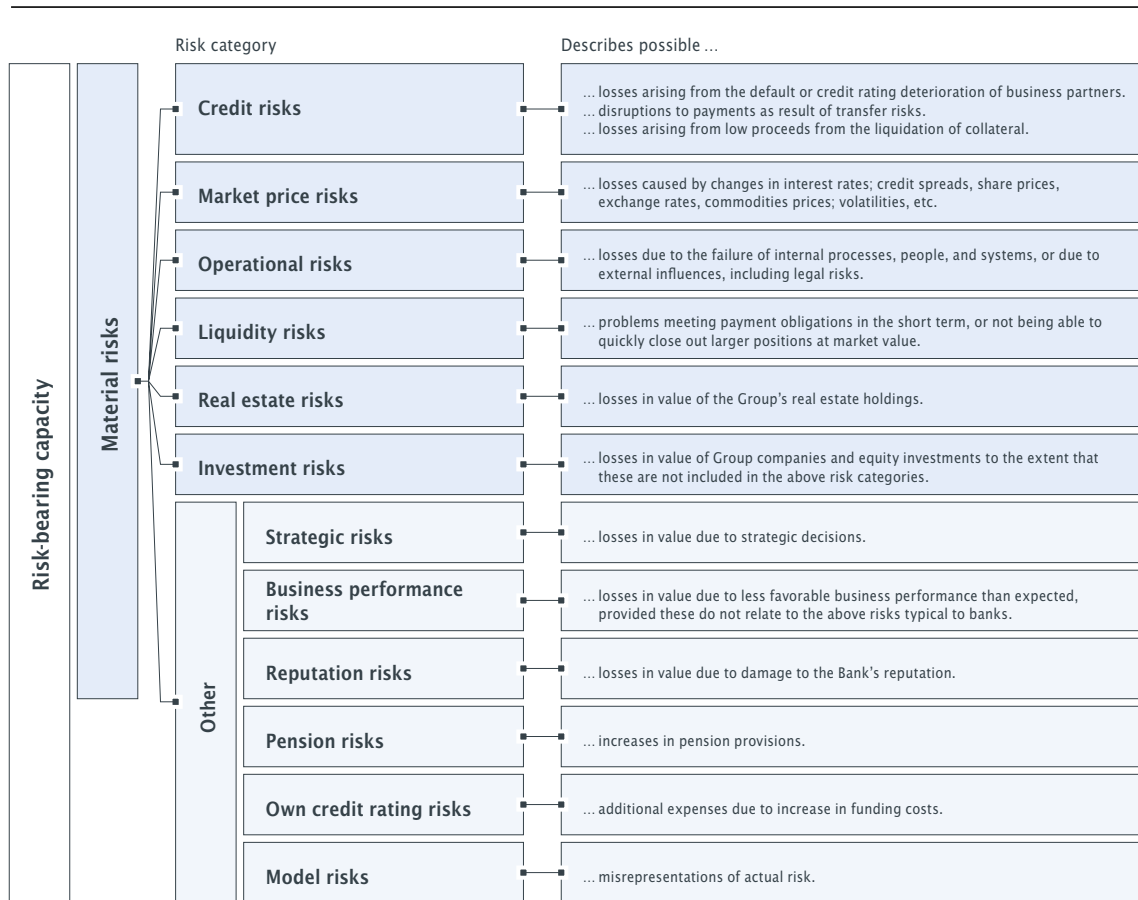 Risk category
Describes possible ...
Risk-bearing capacity
Material risks
Credit risks
... losses arising from the default or credit rating deterioration of business partners.
... disruptions to payments as result of transfer risks.
... losses arising from low proceeds from the liquidation of collateral.
Market price risks
... losses caused by changes in interest rates; credit spreads, share prices,
exchange rates, commodities prices; volatilities, etc.
Operational risks
... losses due to the failure of internal processes, people, and systems, or due to
external influences, including legal risks.
Liquidity risks
... problems meeting payment obligations in the short term, or not being able to
quickly close out larger positions at market value.
Real estate risks
... losses in value of the Group’s real estate holdings.
Investment risks
... losses in value of Group companies and equity investments to the extent that
these are not included in the above risk categories.
Other
Strategic risks
... losses in value due to strategic decisions.
Business performance
risks
... losses in value due to less favorable business performance than expected,
provided these do not relate to the above risks typical to banks.
Reputation risks
... losses in value due to damage to the Bank’s reputation.
Pension risks
... increases in pension provisions.
Own credit rating risks
... additional expenses due to increase in funding costs.
Model risks
... misrepresentations of actual risk.